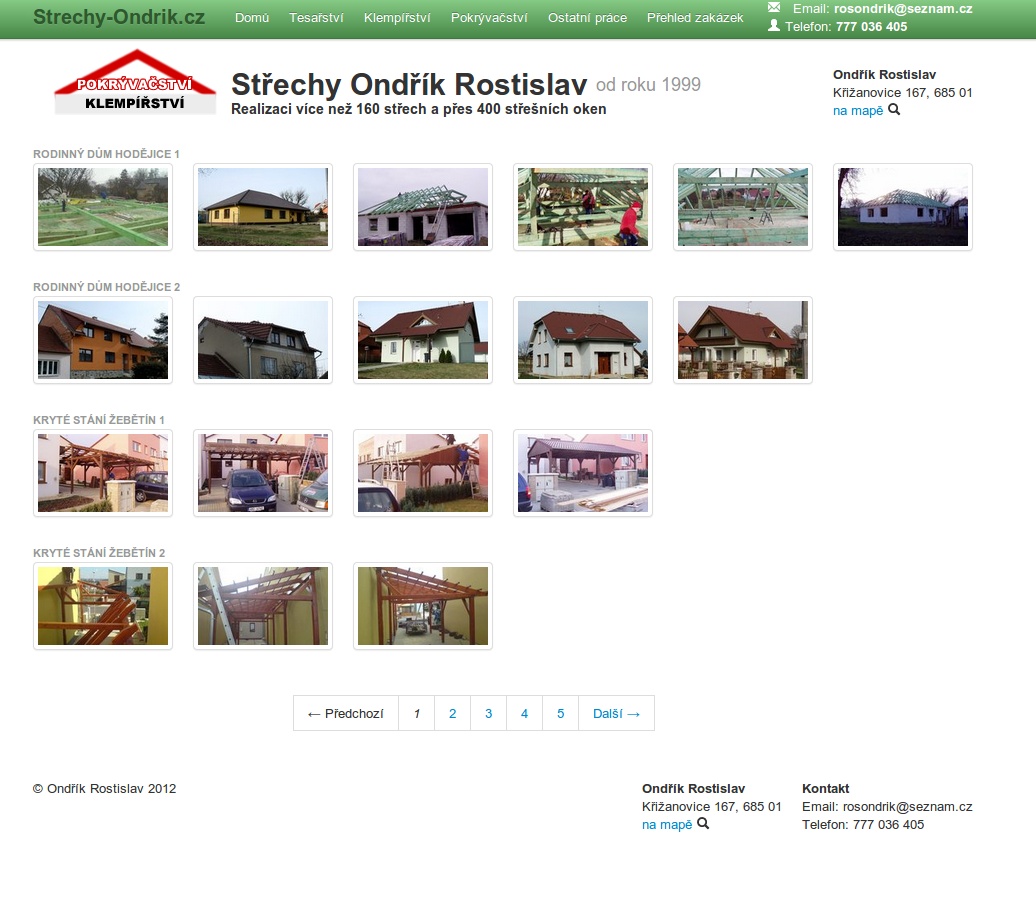 Strechy-Ondrik.cz
Domů Tesařství Klempířství Pokrývačství Ostatní práce Přehled zakázek
Email: rosondrik@seznam.cz
Telefon: 777 036 405
POKRÝVAČSTVÍ
KLEMPÍŘSTVÍ
Střechy Ondřík Rostislav od roku 1999
Realizaci více než 160 střech a přes 400 střešních oken
Ondřík Rostislav
Křižanovice 167, 685 01
na mapě
RODINNÝ DŮM HODĚJICE 1
RODINNÝ DŮM HODĚJICE 2
KRYTÉ STÁNÍ ŽEBĚTÍN 1
KRYTÉ STÁNÍ ŽEBĚTÍN 2
← Předchozí 1 2 3 4 5 Další →
© Ondřík Rostislav 2012
Ondřík Rostislav
Křižanovice 167, 685 01
na mapě
Kontakt
Email: rosondrik@seznam.cz
Telefon: 777 036 405